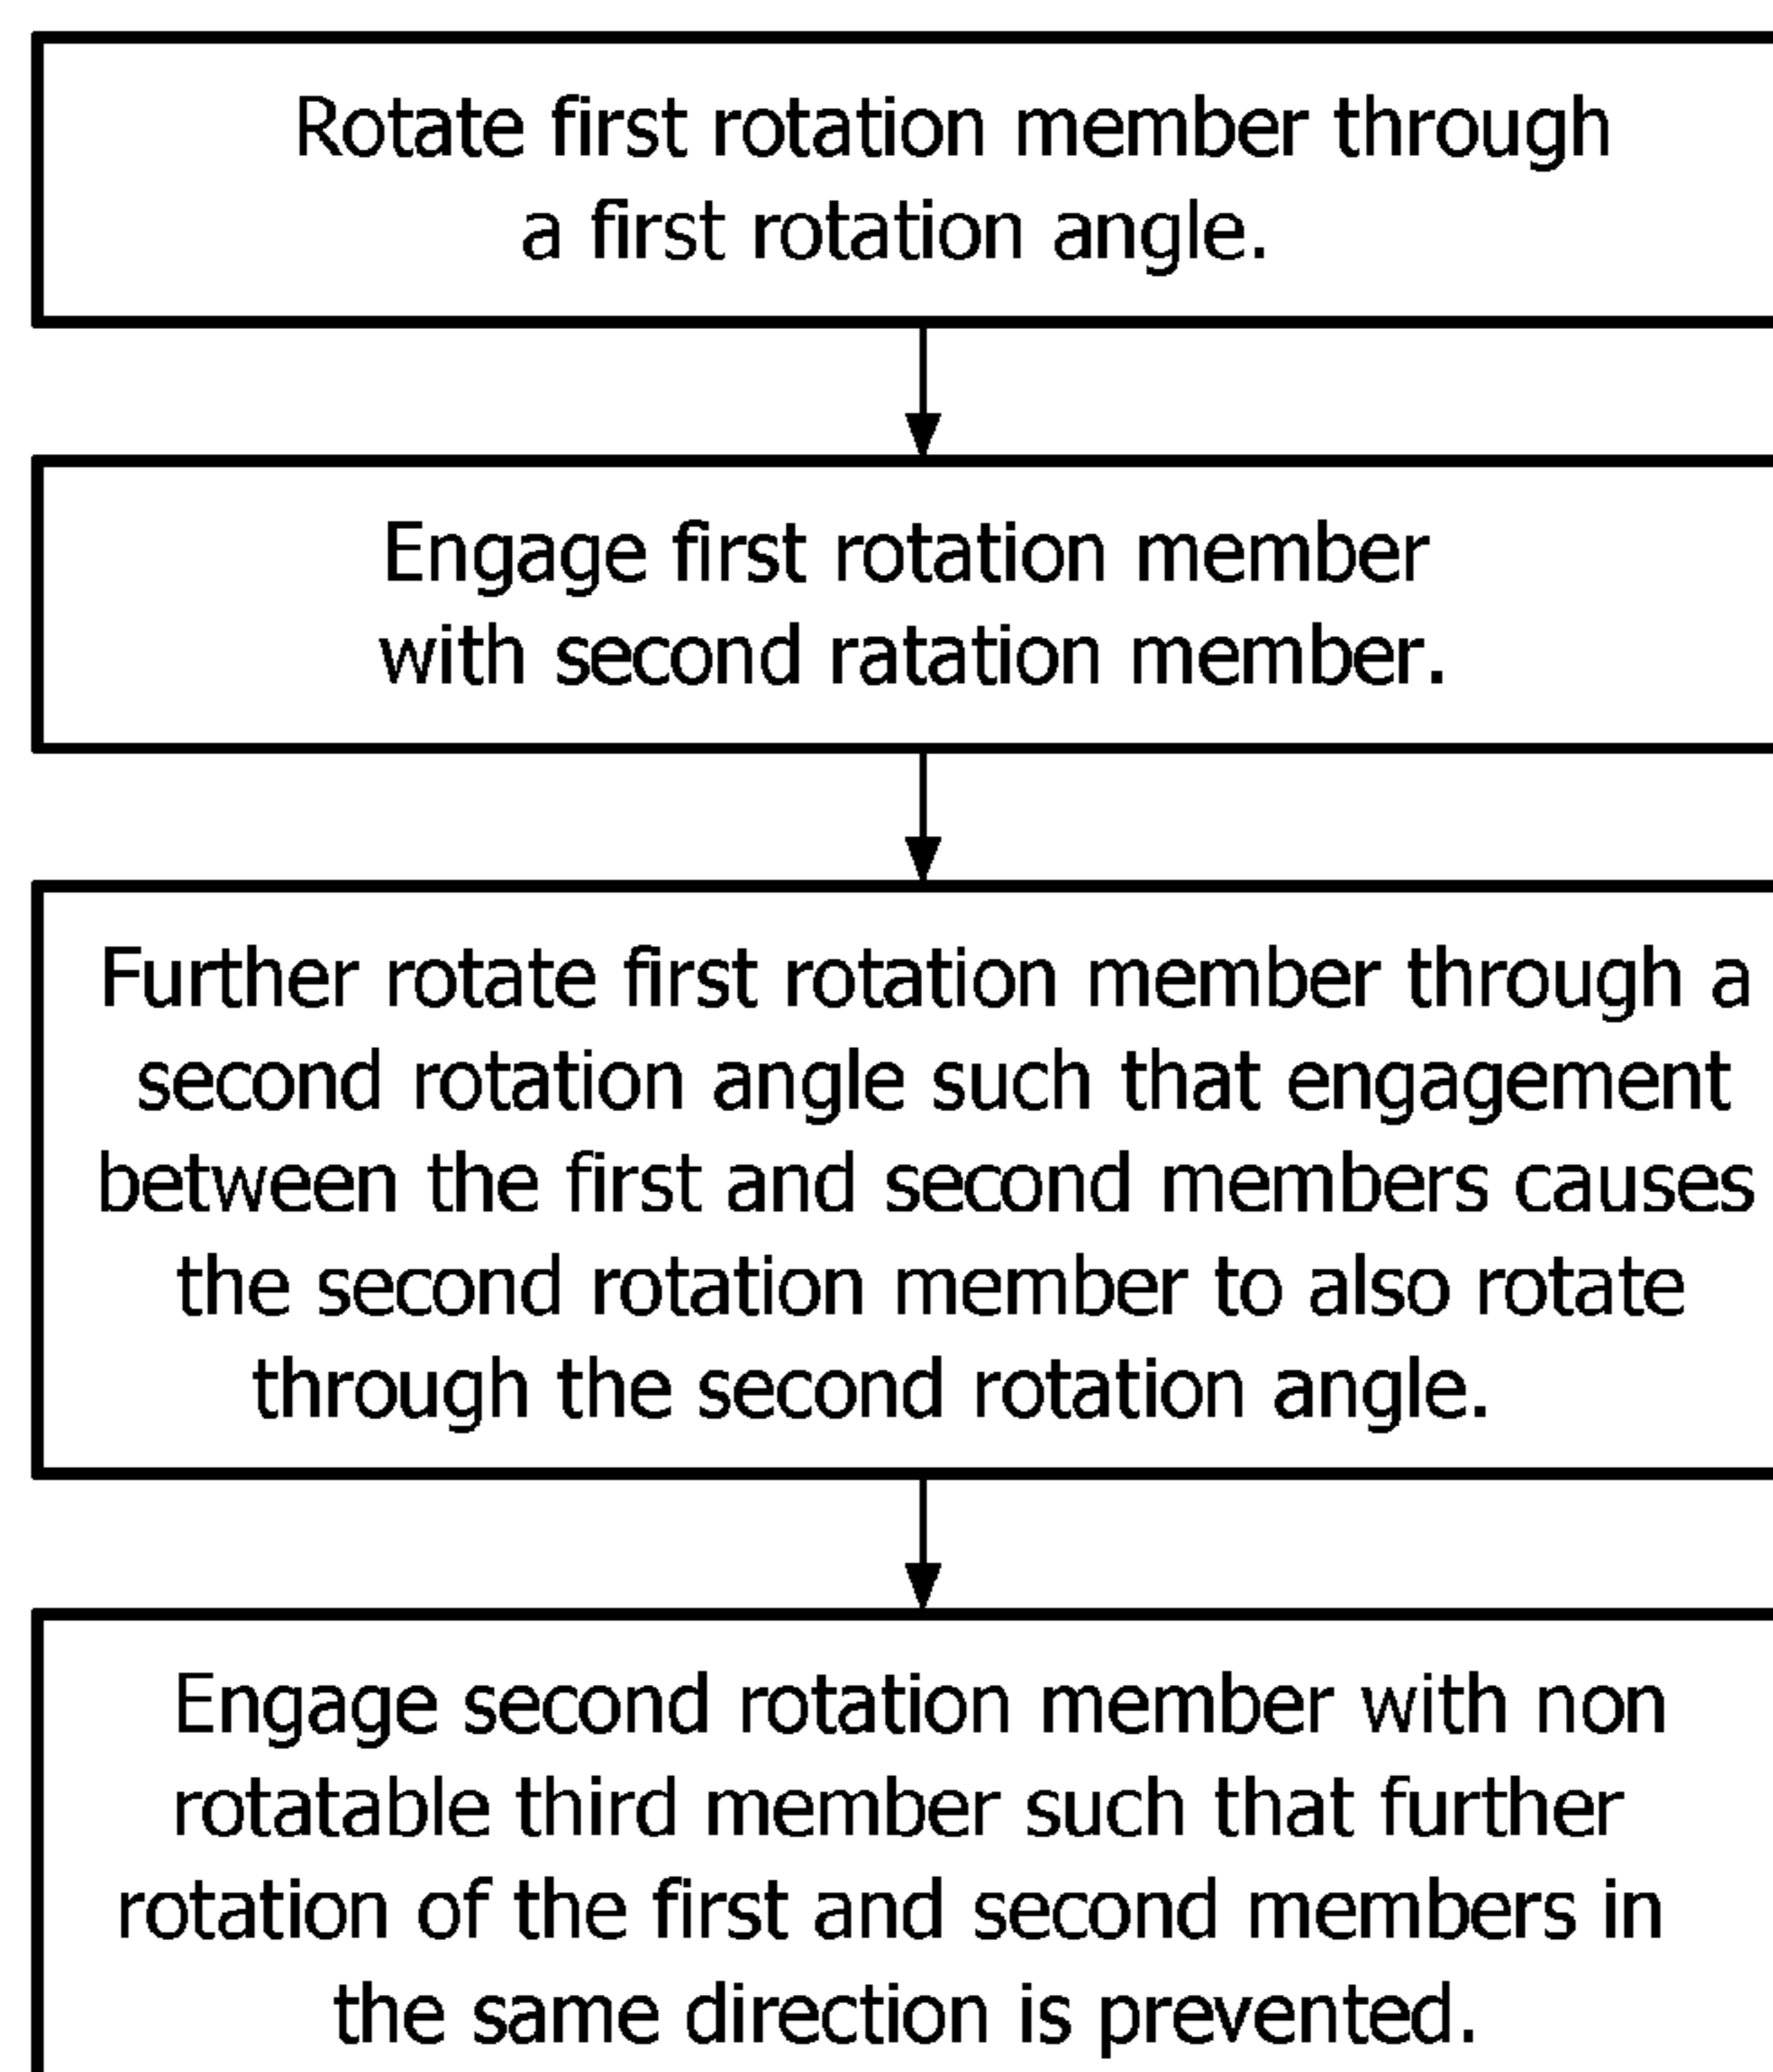 Rotate first rotation member through
a first rotation angle.
Engage first rotation member
with second ratation member.
Further rotate first rotation member through a
second rotation angle such that engagement
between the first and second members causes
the second rotation member to also rotate
through the second rotation angle.
Engage second rotation member with non
rotatable third member such that further
rotation of the first and second members in
the same direction is prevented.